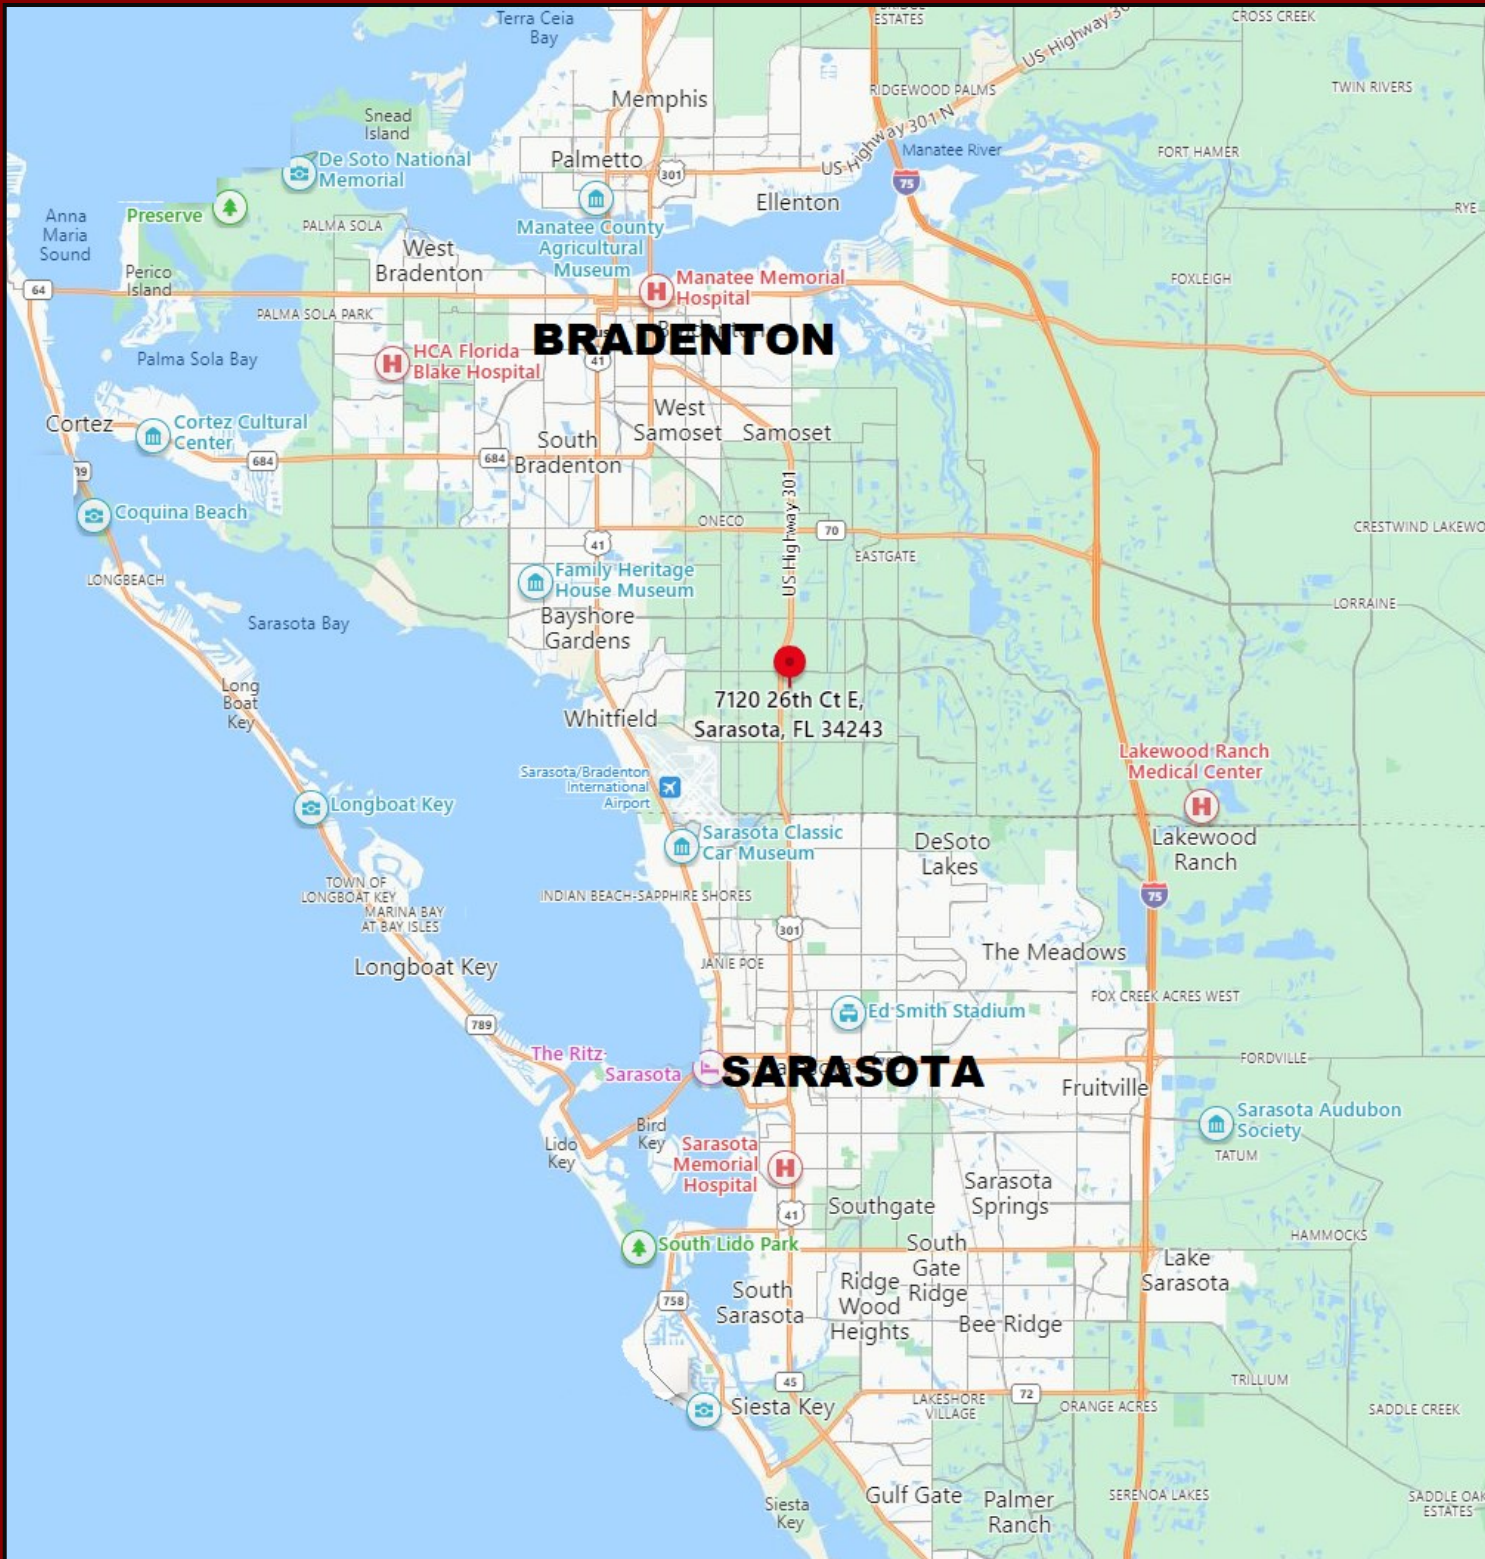 Terra Ceia
Bay
ESTATES
CROSS CREEK
US Highway 30
Memphis
RIDGEWOOD PALMS
TWIN RIVERS
Snead
Island
US Highway 301 N
Manatee River
FORT HAMER
De Soto National
Memorial
Palmetto
301
75
Ellenton
RYE
Preserve
PALMA SOLA
Anna
Maria
Sound
Manatee County
Agricultural
Museum
West
Bradenton
Perico
Island
Manatee Memorial
Hospital
H
FOXLEIGH
64
PALMA SOLA PARK
BRADENTON
Palma Sola Bay
H
HCA Florida
Blake Hospital
41
Cortez
Cortez Cultural
Center
West
Samoset
Samoset
South
Bradenton
684
684
39
US Highway 301
Coquina Beach
ONECO
70
CRESTWIND LAKEWO
41
EASTGATE
LONGBEACH
Family Heritage
House Museum
LORRAINE
Sarasota Bay
Bayshore
Gardens
Long
Boat
Key
7120 26th Ct E,
Sarasota, FL 34243
Whitfield
Lakewood Ranch
Medical Center
H
Sarasota/Bradenton
International
Airport
Longboat Key
Sarasota Classic
Car Museum
DeSoto
Lakes
Lakewood
Ranch
TOWN OF
LONGBOAT KEY
INDIAN BEACH-SAPPHIRE SHORES
75
MARINA BAY
AT BAY ISLES
301
Longboat Key
JANIE POE
The Meadows
FOX CREEK ACRES WEST
789
Ed Smith Stadium
The Ritz
Sarasota
SARASOTA
FORDVILLE
Fruitville
Sarasota Audubon
Society
Lido
Key
Bird
Key
TATUM
Sarasota
Memorial
Hospital
H
Sarasota
Springs
41
Southgate
South Lido Park
HAMMOCKS
South
Gate
Ridge
Lake
Sarasota
758
South
Sarasota
Ridge
Wood
Heights
Bee Ridge
45
TRILLIUM
Siesta Key
LAKESHORE
VILLAGE
72
ORANGE ACRES
SADDLE CREEK
Gulf Gate
Palmer
Ranch
SERENOA LAKES
SADDLE OAK
ESTATES
Siesta
Key